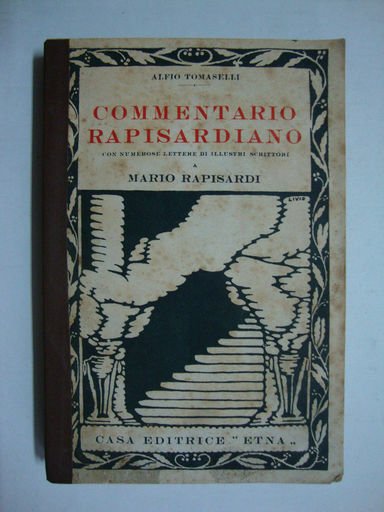 ALFIO TOMASELLI
COMMENTARIO
RAPISARDIANO
CON NUMEROSE LETTERE DI ILLUSTRI SCRITTORI
A
MARIO RAPISARDI
LIVIO
CASA EDITRICE "ETNA„